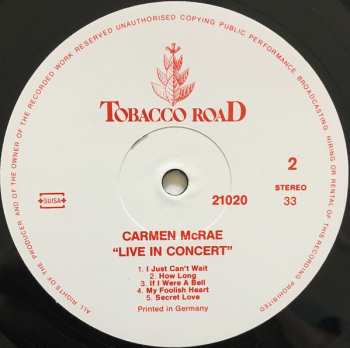 ALL RIGHTS OF THE PRODUCER AND OF THE OWNER OF THE RECORDED WORK RESERVED UNAUTHORISED COPYING PUBLIC PERFORMANCE, BROADCASTING, HIRING OR RENTAL OF THIS RECORDING PROHIBITED
TOBACCO ROAD
2
SUISA
21020
STEREO
33
CARMEN McRAE
"LIVE IN CONCERT"
1. I Just Can't Wait
2. How Long
3. If I Were A Bell
4. My Foolish Heart
5. Secret Love
Printed in Germany